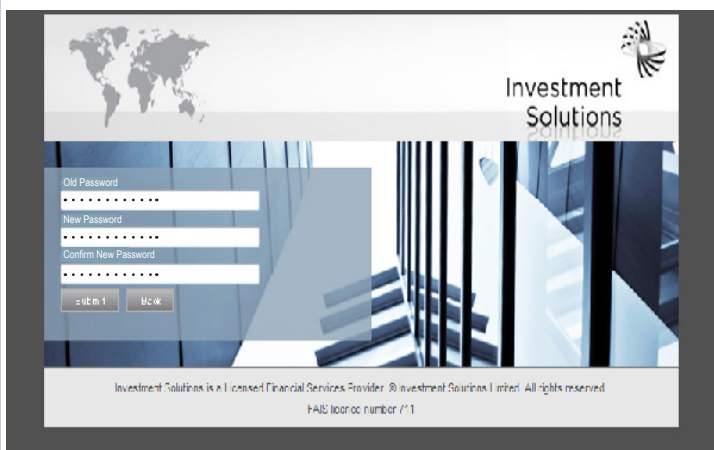 Investment
Solutions
Old Password
• • • • • • • • • • • •
New Password
• • • • • • • • • • • •
Confirm New Password
• • • • • • • • • • • •
Submit Back
Investment Solutions is a Licensed Financial Services Provider. ® Investment Solutions Limited. All rights reserved
FAIS licence number 711